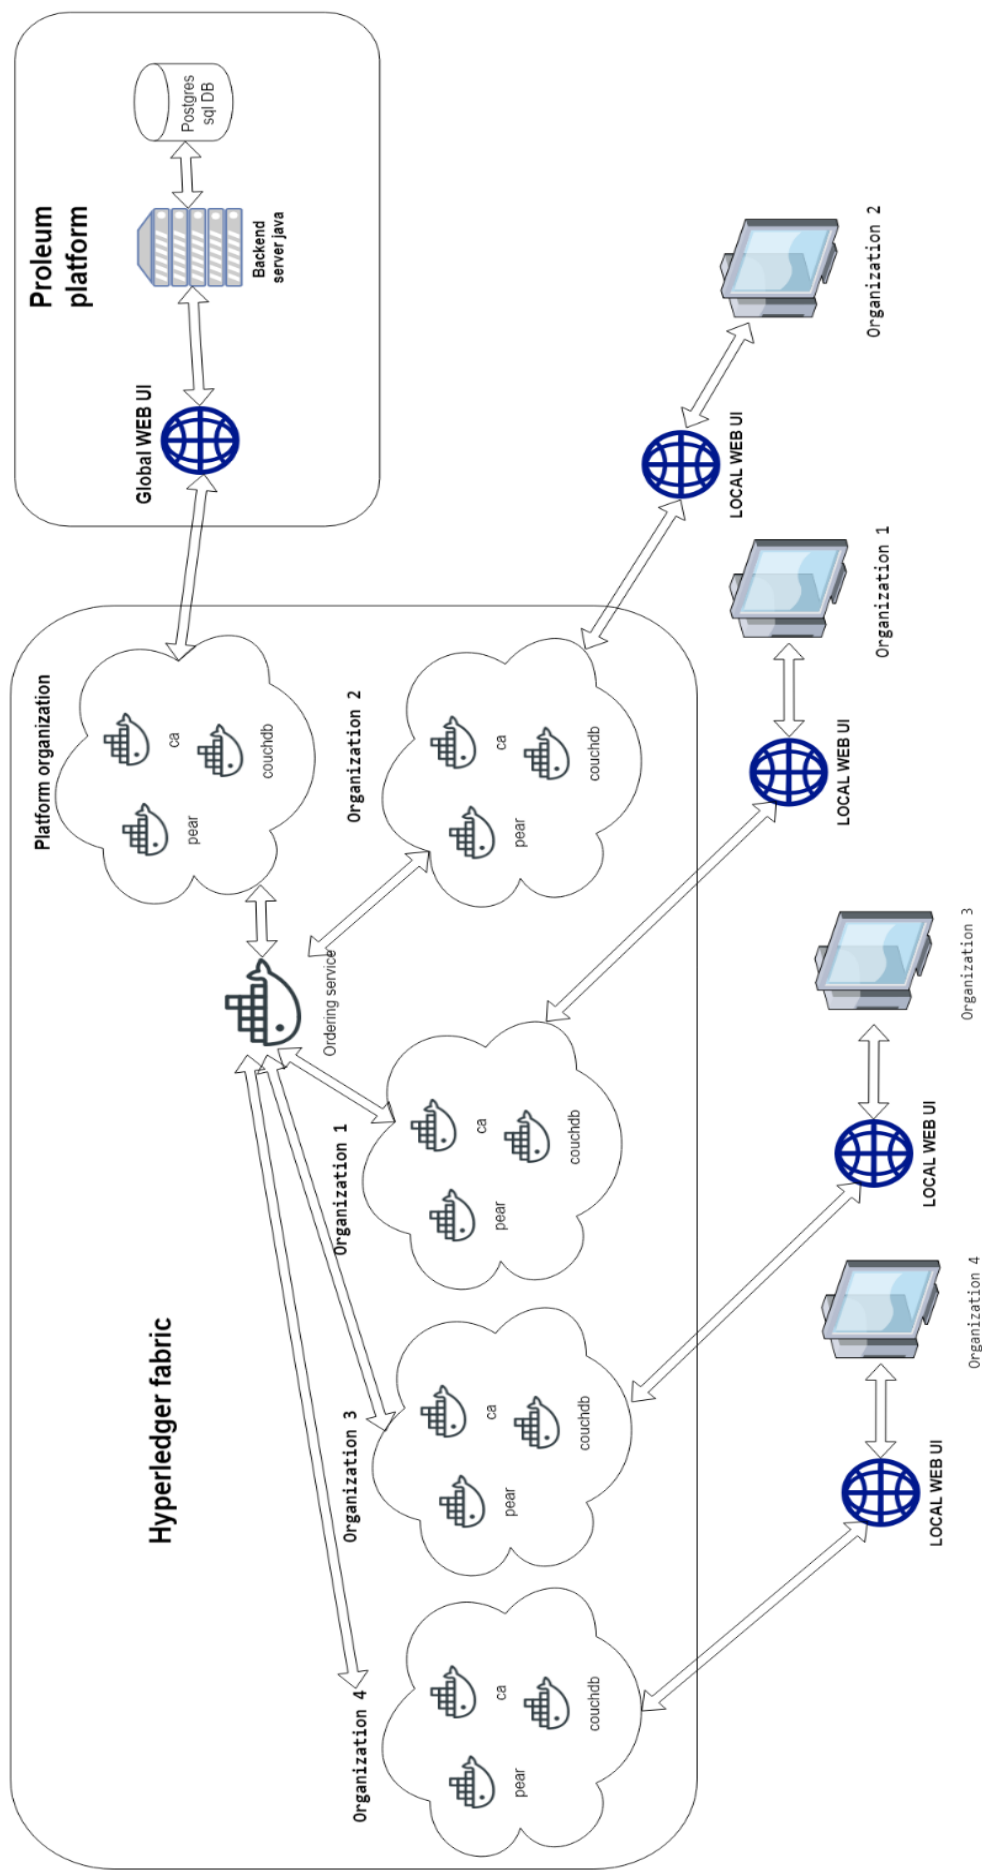 Hyperledger fabric
Platform organization
pear
ca
couchdb
Proleum
platform
Global WEB UI
Backend
server java
Postgres
sql DB
Ordering service
Organization 4
pear
ca
couchdb
Organization 3
pear
ca
couchdb
Organization 1
pear
ca
couchdb
Organization 2
pear
ca
couchdb
LOCAL WEB UI
Organization 4
LOCAL WEB UI
Organization 3
LOCAL WEB UI
Organization 1
LOCAL WEB UI
Organization 2